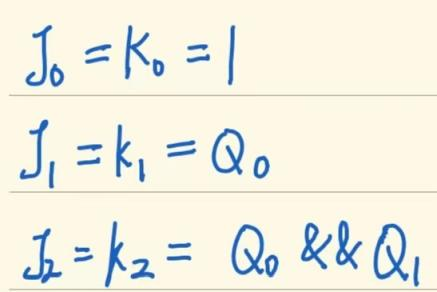 J₀ = K₀ = 1
J₁ = k₁ = Q₀
J₂ = k₂ = Q₀ && Q₁